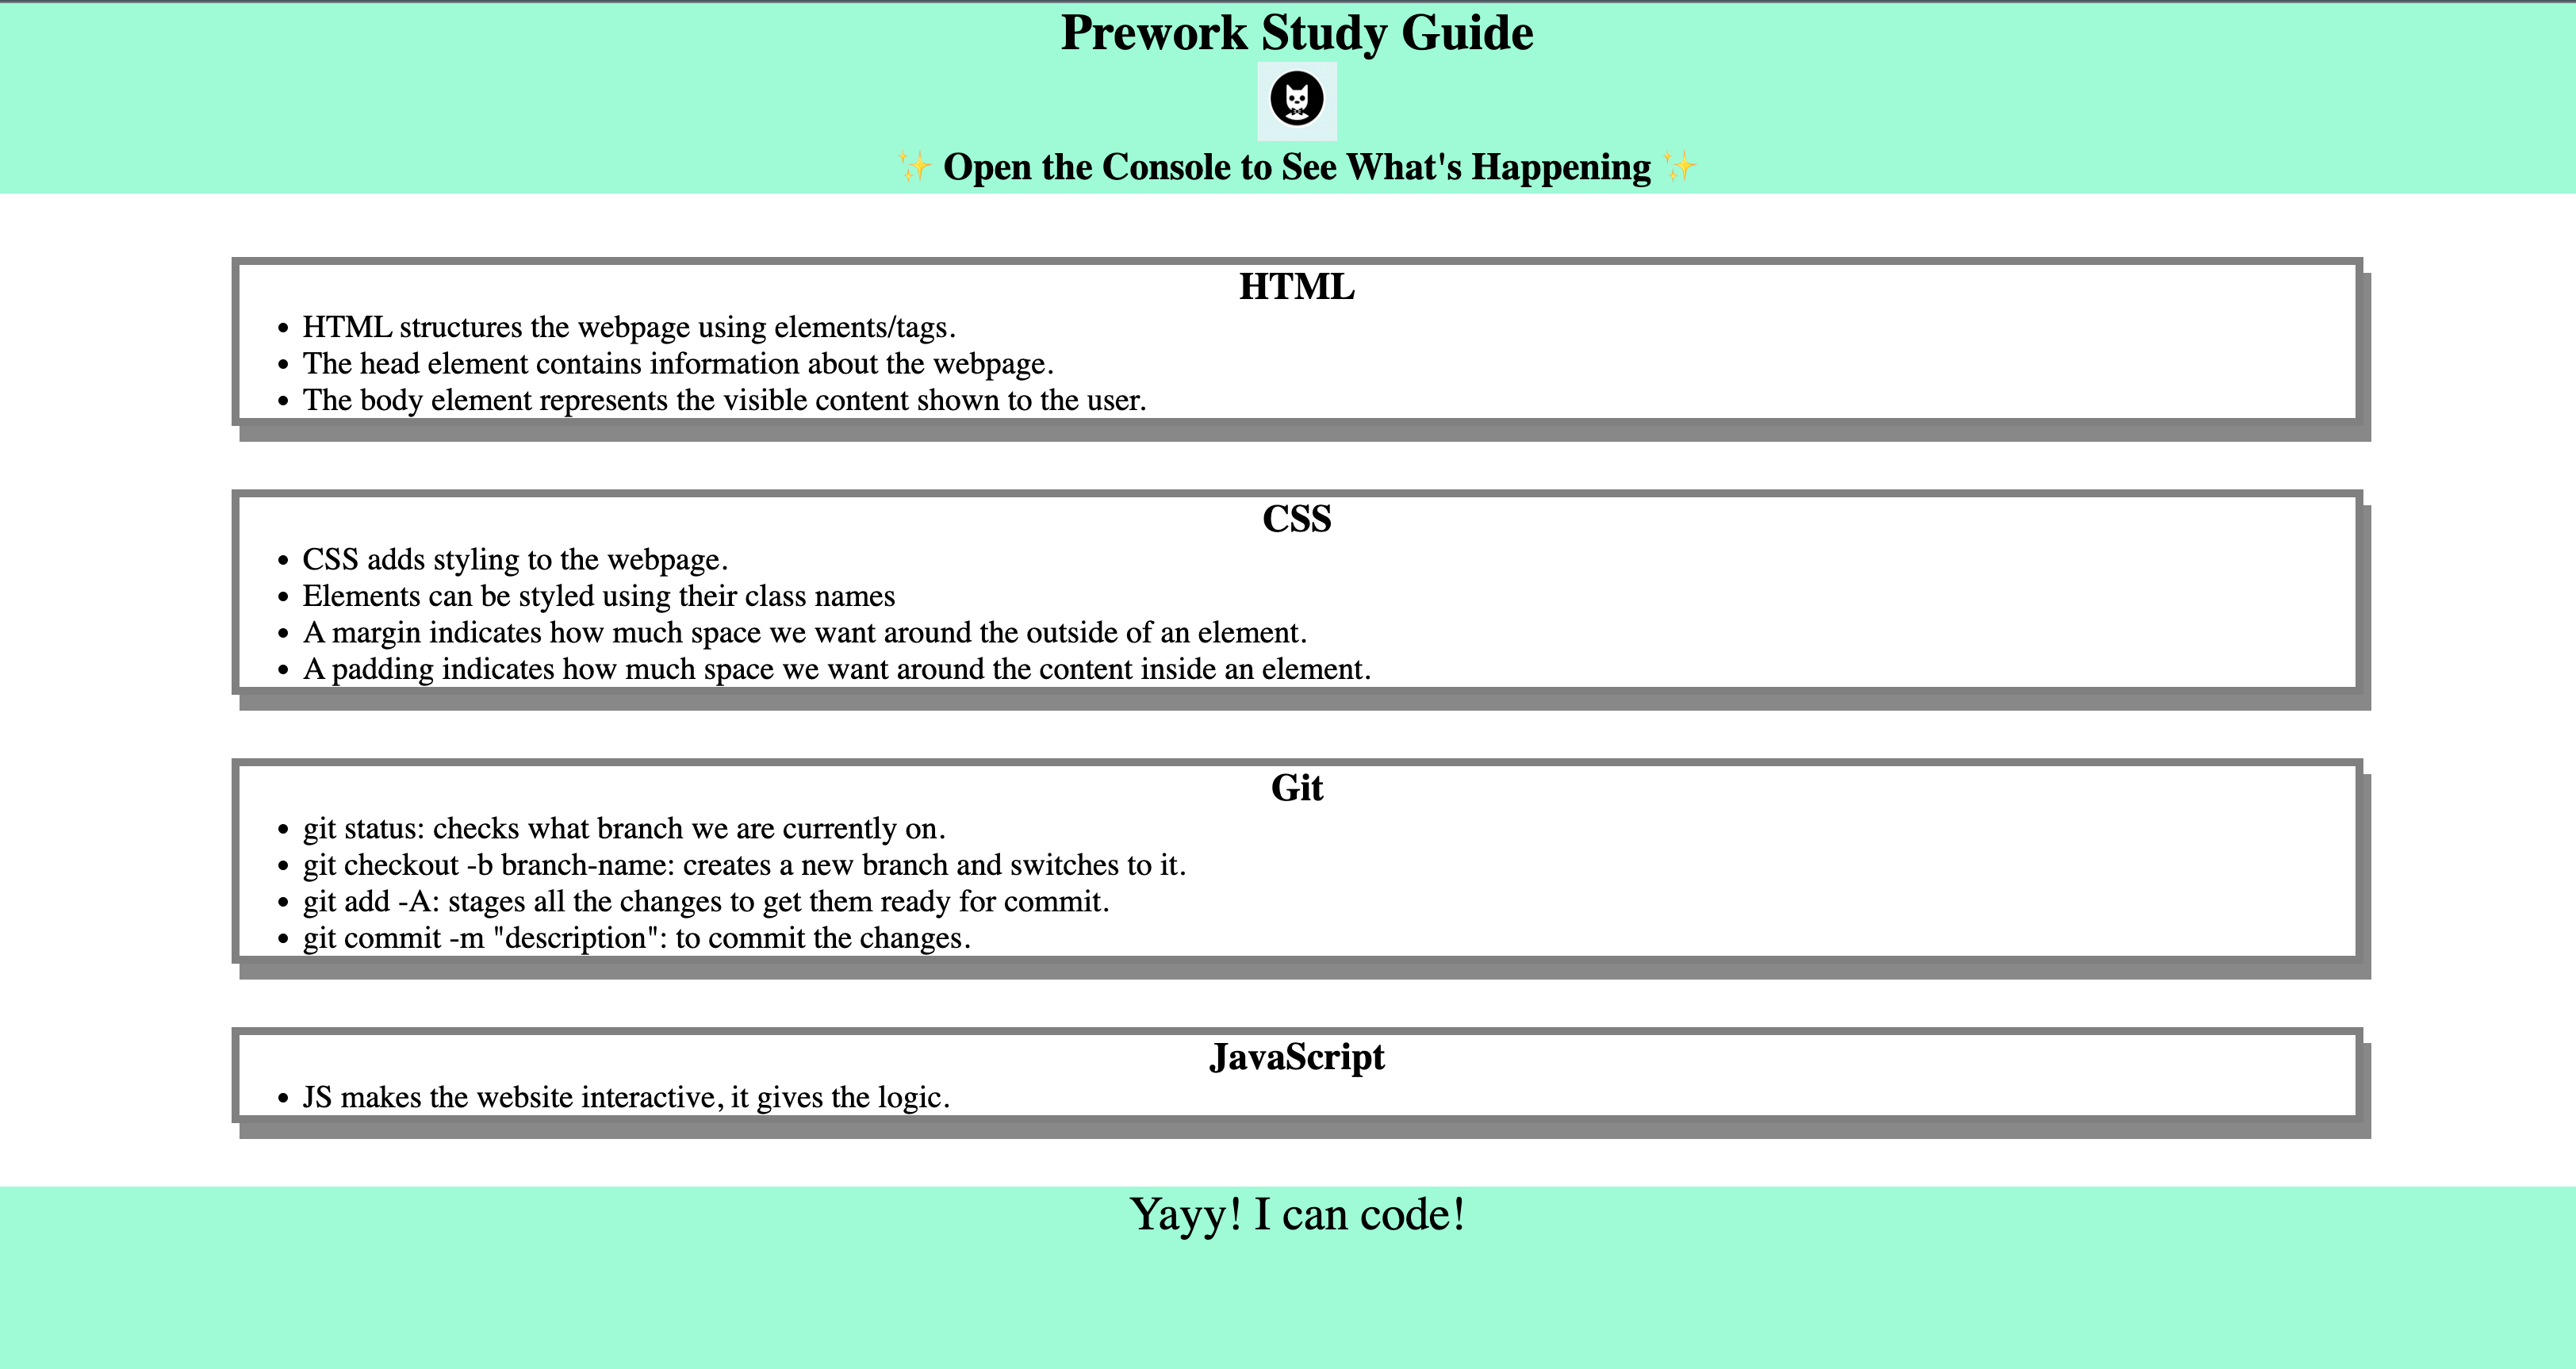 Prework Study Guide
✨ Open the Console to See What's Happening ✨
HTML
• HTML structures the webpage using elements/tags.
• The head element contains information about the webpage.
• The body element represents the visible content shown to the user.
CSS
• CSS adds styling to the webpage.
• Elements can be styled using their class names
• A margin indicates how much space we want around the outside of an element.
• A padding indicates how much space we want around the content inside an element.
Git
• git status: checks what branch we are currently on.
• git checkout -b branch-name: creates a new branch and switches to it.
• git add -A: stages all the changes to get them ready for commit.
• git commit -m "description": to commit the changes.
JavaScript
• JS makes the website interactive, it gives the logic.
Yayy! I can code!